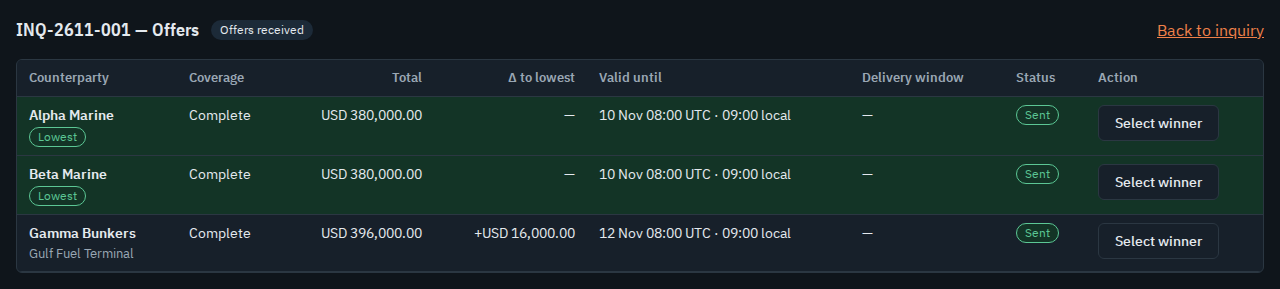 INQ-2611-001 — Offers Offers received Back to inquiry
Counterparty Coverage Total Δ to lowest Valid until Delivery window Status Action
Alpha Marine Complete USD 380,000.00 — 10 Nov 08:00 UTC · 09:00 local — Sent Select winner
Lowest
Beta Marine Complete USD 380,000.00 — 10 Nov 08:00 UTC · 09:00 local — Sent Select winner
Lowest
Gamma Bunkers Complete USD 396,000.00 +USD 16,000.00 12 Nov 08:00 UTC · 09:00 local — Sent Select winner
Gulf Fuel Terminal